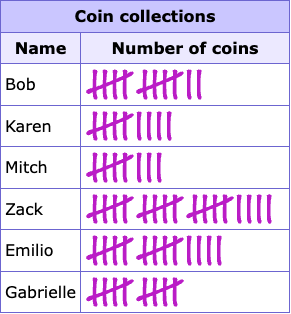 Coin collections
Name Number of coins
Bob
Karen
Mitch
Zack
Emilio
Gabrielle